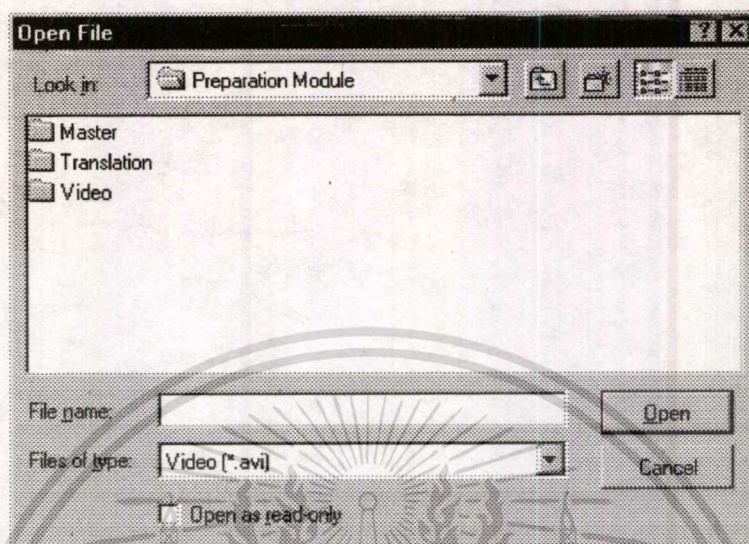 Open File
Look in: Preparation Module
Master
Translation
Video
File name:
Open
Files of type: Video (*.avi)
Cancel
Open as read-only